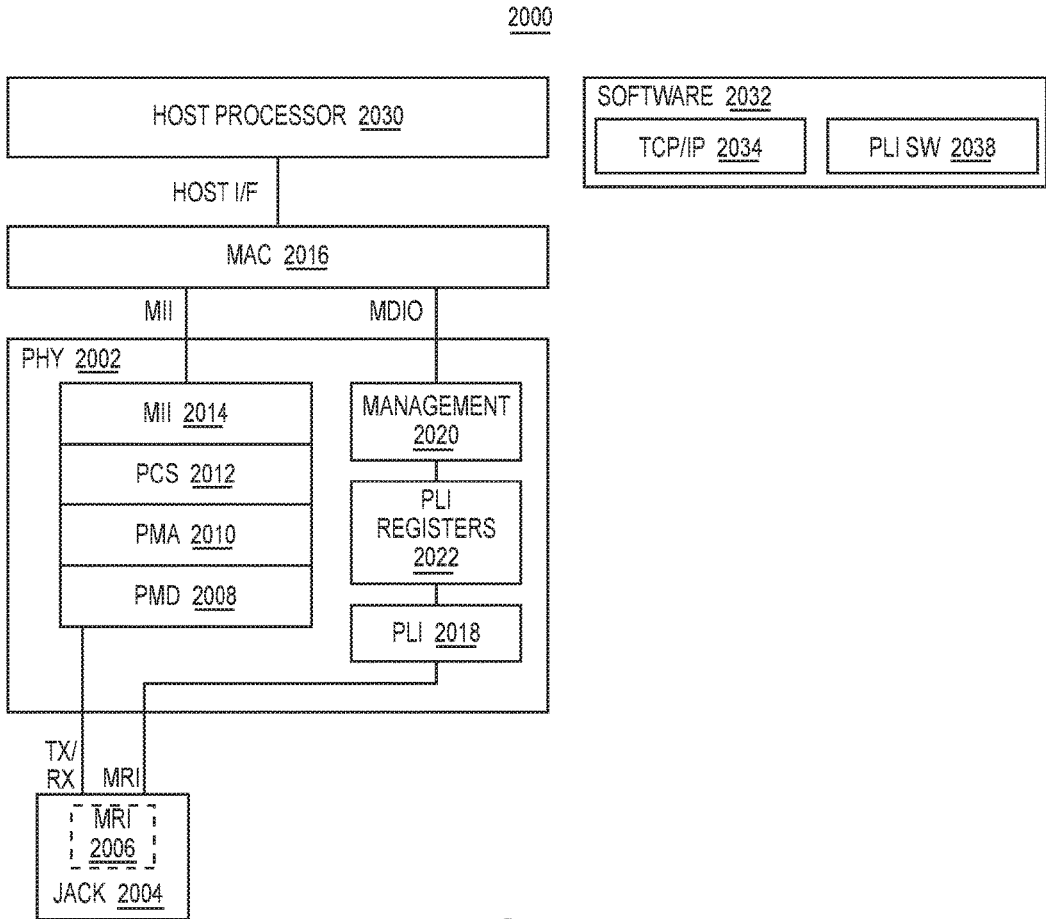 2000
HOST PROCESSOR 2030
SOFTWARE 2032
TCP/IP 2034
PLI SW 2038
HOST I/F
MAC 2016
MII
MDIO
PHY 2002
MII 2014
PCS 2012
PMA 2010
PMD 2008
MANAGEMENT
2020
PLI
REGISTERS
2022
PLI 2018
TX/
RX
MRI
MRI
2006
JACK 2004